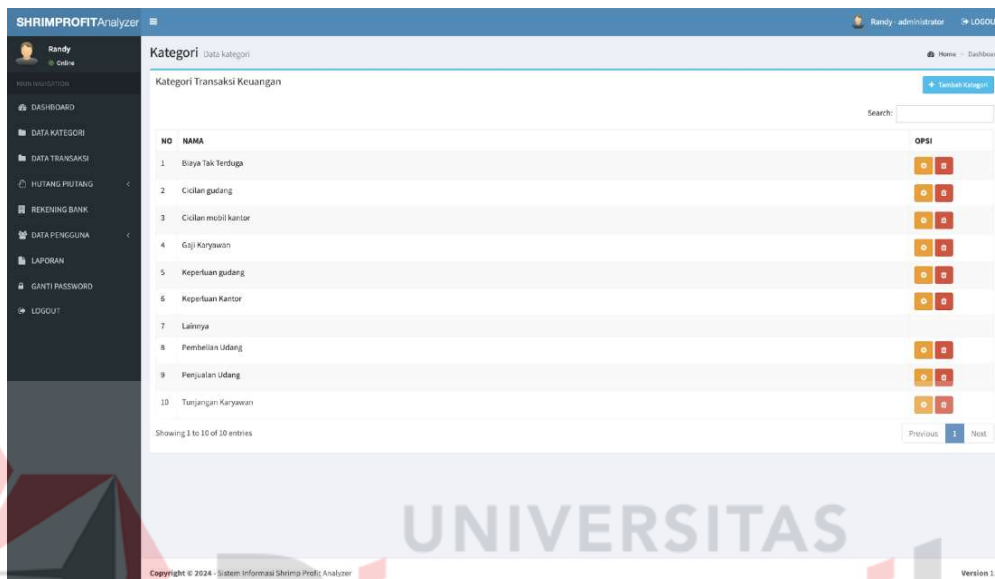 SHRIMPROFITAnalyzer
Randy - administrator LOGOU
Randy
Online
MAIN NAVIGATION
DASHBOARD
DATA KATEGORI
DATA TRANSAKSI
HUTANG PIUTANG
REKENING BANK
DATA PENGGUNA
LAPORAN
GANTI PASSWORD
LOGOUT
Kategori Data kategori
Home Dashboar
Kategori Transaksi Keuangan
+ Tambah Kategori
Search:
NO NAMA OPSI
1 Biaya Tak Terduga
2 Cicilan gudang
3 Cicilan mobil kantor
4 Gaji Karyawan
5 Keperluan gudang
6 Keperluan Kantor
7 Lainnya
8 Pembelian Udang
9 Penjualan Udang
10 Tunjangan Karyawan
Showing 1 to 10 of 10 entries
Previous 1 Next
UNIVERSITAS
Copyright © 2024 - Sistem Informasi Shrimp Profit Analyzer
Version 1